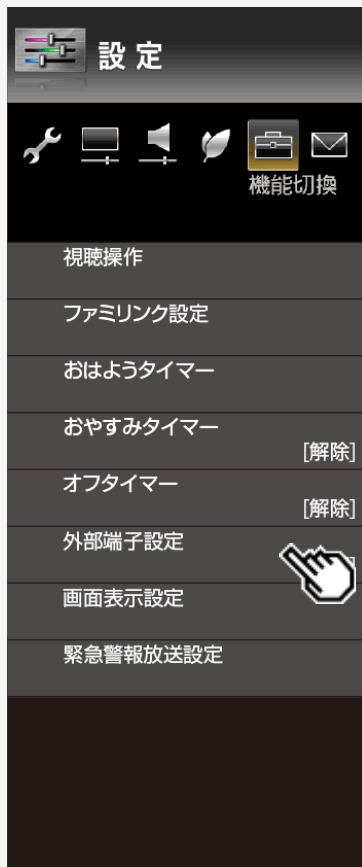 設定
機能切換
視聴操作
ファミリンク設定
おはようタイマー
おやすみタイマー
[解除]
オフタイマー
[解除]
外部端子設定
画面表示設定
緊急警報放送設定